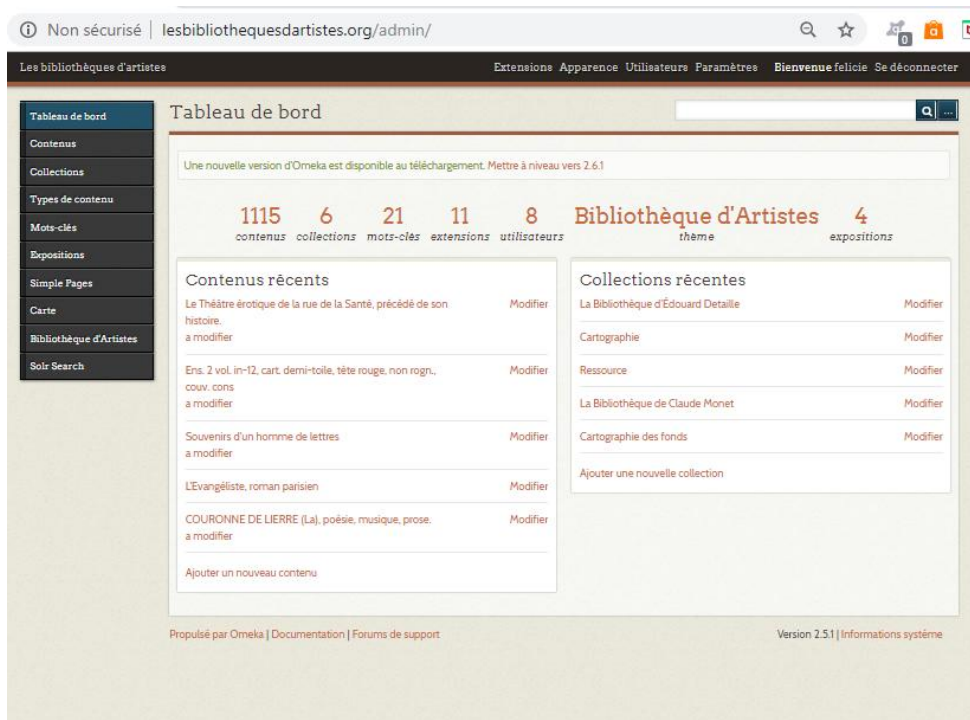 Non sécurisé | lesbibliothequesdartistes.org/admin/
0
Les bibliothèques d'artistes
Extensions Apparence Utilisateurs Paramètres Bienvenue felicie Se déconnecter
Tableau de bord
Contenus
Collections
Types de contenu
Mots-clés
Expositions
Simple Pages
Carte
Bibliothèque d'Artistes
Solr Search
Tableau de bord
...
Une nouvelle version d'Omeka est disponible au téléchargement. Mettre à niveau vers 2.6.1
1115 6 21 11 8 Bibliothèque d'Artistes 4
contenus collections mots-clés extensions utilisateurs thème expositions
Contenus récents
Le Théâtre érotique de la rue de la Santé, précédé de son Modifier
histoire.
a modifier
Ens. 2 vol. in-12, cart. demi-toile, tête rouge, non rogn., Modifier
couv. cons
a modifier
Souvenirs d'un homme de lettres Modifier
a modifier
L'Evangéliste, roman parisien Modifier
COURONNE DE LIERRE (La), poésie, musique, prose. Modifier
a modifier
Ajouter un nouveau contenu
Collections récentes
La Bibliothèque d'Édouard Detaille Modifier
Cartographie Modifier
Ressource Modifier
La Bibliothèque de Claude Monet Modifier
Cartographie des fonds Modifier
Ajouter une nouvelle collection
Propulsé par Omeka | Documentation | Forums de support
Version 2.5.1 | Informations système